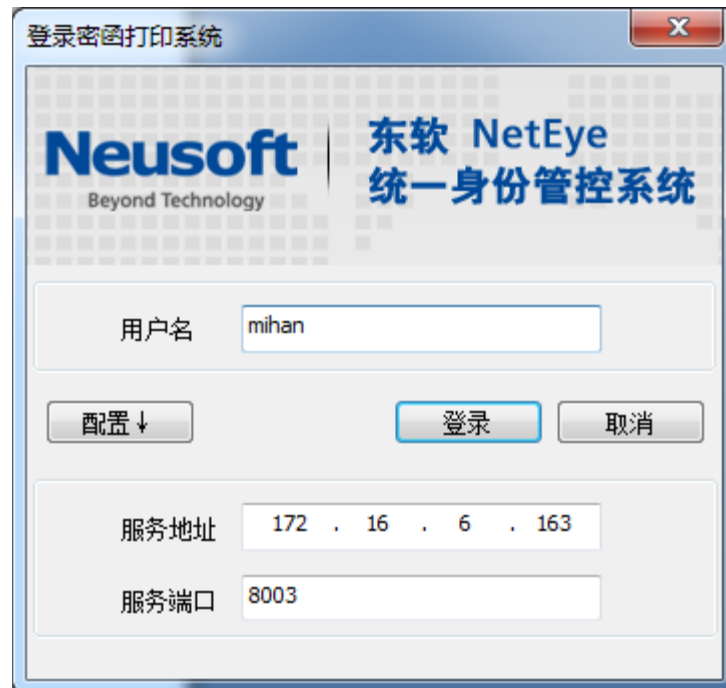 登录密函打印系统
Neusoft
Beyond Technology
东软 NetEye
统一身份管控系统
用户名 mihan
配置↓ 登录 取消
服务地址 172 . 16 . 6 . 163
服务端口 8003